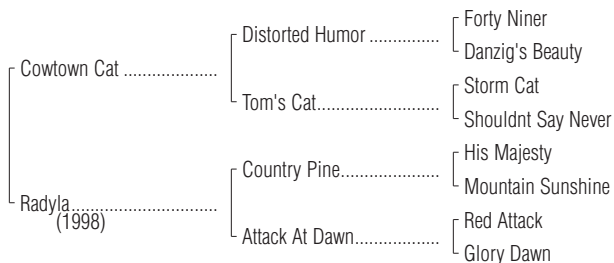 Forty Niner
Distorted Humor ................
Danzig's Beauty
Cowtown Cat ....................
Storm Cat
Tom's Cat..........................
Shouldnt Say Never
His Majesty
Country Pine.....................
Mountain Sunshine
Radyla...............................
(1998)
Red Attack
Attack At Dawn..................
Glory Dawn